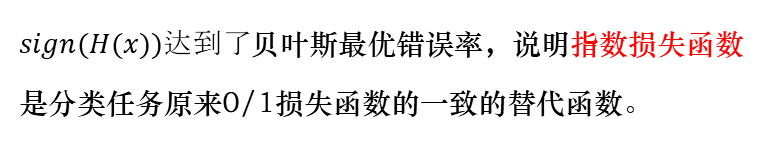 sign(H(x))达到了贝叶斯最优错误率，说明指数损失函数
是分类任务原来0/1损失函数的一致的替代函数。